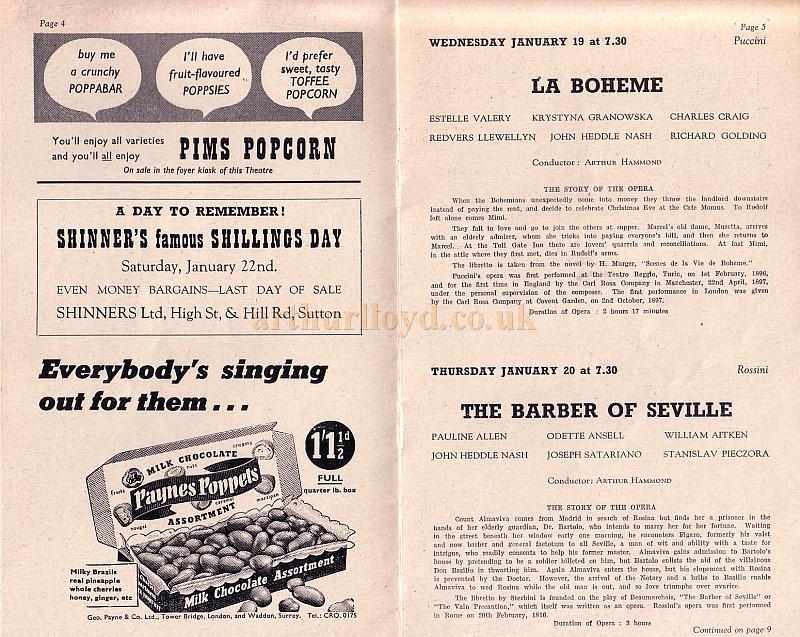 Page 4
buy me
a crunchy
POPPABAR
I'll have
fruit-flavoured
POPPSIES
I'd prefer
sweet, tasty
TOFFEE
POPCORN
You'll enjoy all varieties
and you'll all enjoy
PIMS POPCORN
On sale in the foyer kiosk of this Theatre
A DAY TO REMEMBER!
SHINNER'S famous SHILLINGS DAY
Saturday, January 22nd.
EVEN MONEY BARGAINS—LAST DAY OF SALE
SHINNERS Ltd, High St, & Hill Rd, Sutton
Everybody's singing
out for them...
1'1½d
FULL
quarter lb. box
creams
MILK CHOCOLATE
fruits
nuts
Paynes Poppets
caramel
marzipan
nougat
ASSORTMENT
Milk Chocolate Assortment
Milky Brazils
real pineapple
whole cherries
honey, ginger, etc
Geo. Payne & Co. Ltd., Tower Bridge, London, and Waddon, Surrey. Tel.: CRO. 0175
Page 5
WEDNESDAY JANUARY 19 at 7.30 Puccini
LA BOHEME
ESTELLE VALERY KRYSTYNA GRANOWSKA CHARLES CRAIG
REDVERS LLEWELLYN JOHN HEDDLE NASH RICHARD GOLDING
Conductor: ARTHUR HAMMOND
THE STORY OF THE OPERA
When the Bohemians unexpectedly come into money they throw the landlord downstairs
instead of paying the rent, and decide to celebrate Christmas Eve at the Cafe Momus. To Rudolf
left alone comes Mimi.
They fall in love and go to join the others at supper. Marcel's old flame, Musetta, arrives
with an elderly admirer, whom she tricks into paying everyone's bill, and then she returns to
Marcel. At the Toll Gate Inn there are lovers' quarrels and reconciliations. At last Mimi,
in the attic where they first met, dies in Rudolf's arms.
The libretto is taken from the novel by H. Murger, "Scenes de la Vie de Boheme."
Puccini's opera was first performed at the Teatro Reggfo, Turin, on 1st February, 1896,
and for the first time in England by the Carl Rosa Company in Manchester, 22nd April, 1897,
under the personal supervision of the composer. The first performance in London was given
by the Carl Rosa Company at Covent Garden, on 2nd October, 1897.
Duration of Opera : 2 hours 17 minutes
arthurlloyd.co.uk
THURSDAY JANUARY 20 at 7.30 Rossini
THE BARBER OF SEVILLE
PAULINE ALLEN ODETTE ANSELL WILLIAM AITKEN
JOHN HEDDLE NASH JOSEPH SATARIANO STANISLAV PIECZORA
Conductor: ARTHUR HAMMOND
THE STORY OF THE OPERA
Count Almaviva comes from Madrid in seasch of Rosina but finds her a prisoner in the
hands of her elderly guardian, Dr. Bartolo, who intends to marry her for her fortune. Waiting
in the street beneath her window early one morning, he encounters Figaro, formerly his valet
and now barber and general factotum to all Seville, a man of wit and ability with a taste for
intrigue, who readily consents to help his former master. Almaviva gains admission to Bartolo's
house by pretending to be a soldier billeted on him, but Bartolo enlists the aid of the villainous
Don Basilio in thwarting him. Again Almaviva enters the house, but his elopement with Rosina
is prevented by the Doctor. However, the arrival of the Notary and a bribe to Basilio enable
Almaviva to wed Rosina while the old man is out, and so love triumphs over avarice.
The libretto by Sterbini is founded on the play of Beaumarchais, "The Barber of Seville" or
"The Vain Precaution," which itself was written as an opera. Rossini's opera was first performed
in Rome on 20th February, 1816.
Duration of Opera : 3 hours
Continued on page 9